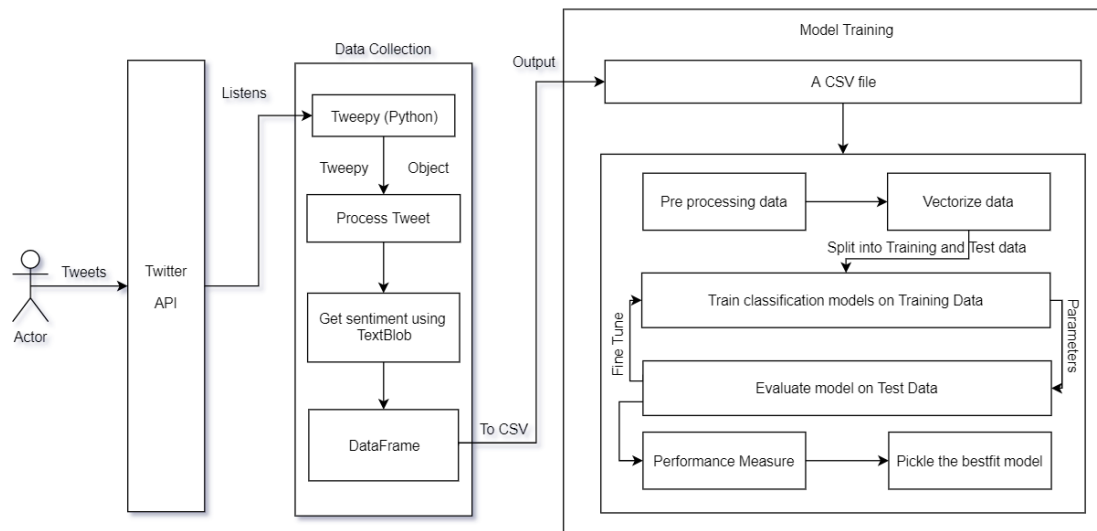 Model Training
Data Collection
Output
A CSV file
Listens
Tweepy (Python)
Tweepy Object
Process Tweet
Pre processing data
Vectorize data
Split into Training and Test data
Tweets
Twitter
API
Actor
Get sentiment using
TextBlob
Train classification models on Training Data
Fine Tune
Parameters
Evaluate model on Test Data
DataFrame
To CSV
Performance Measure
Pickle the bestfit model